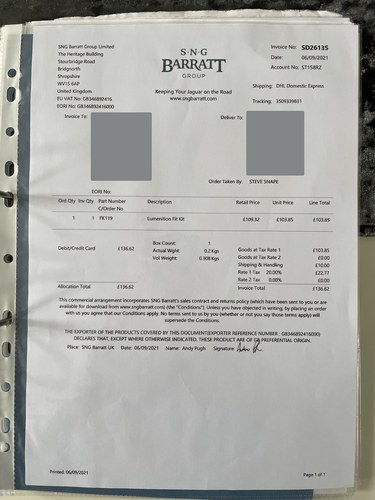 SNG Barratt Group Limited
The Heritage Building
Stourbridge Road
Bridgnorth
Shropshire
WV15 6AP
United Kingdom
EU VAT No: GB346892416
EORI No: GB346892416000
S·N·G
BARRATT
GROUP
Keeping Your Jaguar on the Road
www.sngbarratt.com
Invoice No: SD26135
Date: 06/09/2021
Account No: ST158RZ
Shipping: DHL Domestic Express
Tracking: 3509339831
Invoice To:
Deliver To:
Order Taken By: STEVE SNAPE
EORI No:
Ord Qty Inv Qty Part Number C/Order No Description Retail Price Unit Price Line Total
1 1 FK119 Lumenition Fit Kit £109.32 £103.85 £103.85
Debit/Credit Card £136.62
Box Count: 1
Actual Wght 0.2 Kgs
Vol Weight 0.308 Kgs
Goods at Tax Rate 1 £103.85
Goods at Tax Rate 2 £0.00
Shipping & Handling £10.00
Rate 1 Tax 20.00% £22.77
Rate 2 Tax 0.00% £0.00
Allocation Total £136.62
Invoice Total £136.62
This commercial arrangement incorporates SNG Barratt's sales contract and returns policy (which have been sent to you or are
available for download from www.sngbarratt.com) (the "Conditions"). Unless you have objected in writing, by placing an order
with us you agree that our Conditions apply. No terms sent to us by you (whether or not you say those terms apply) will
supersede the Conditions.
THE EXPORTER OF THE PRODUCTS COVERED BY THIS DOCUMENT(EXPORTER REFERENCE NUMBER : GB346892416000)
DECLARES THAT, EXCEPT WHERE OTHERWISE INDICATED, THESE PRODUCT ARE OF GB PREFERENTIAL ORIGIN.
Place: SNG Barratt UK Date: 06/09/2021 Name: Andy Pugh Signature:
Printed: 06/09/2021
Page 1 of 1